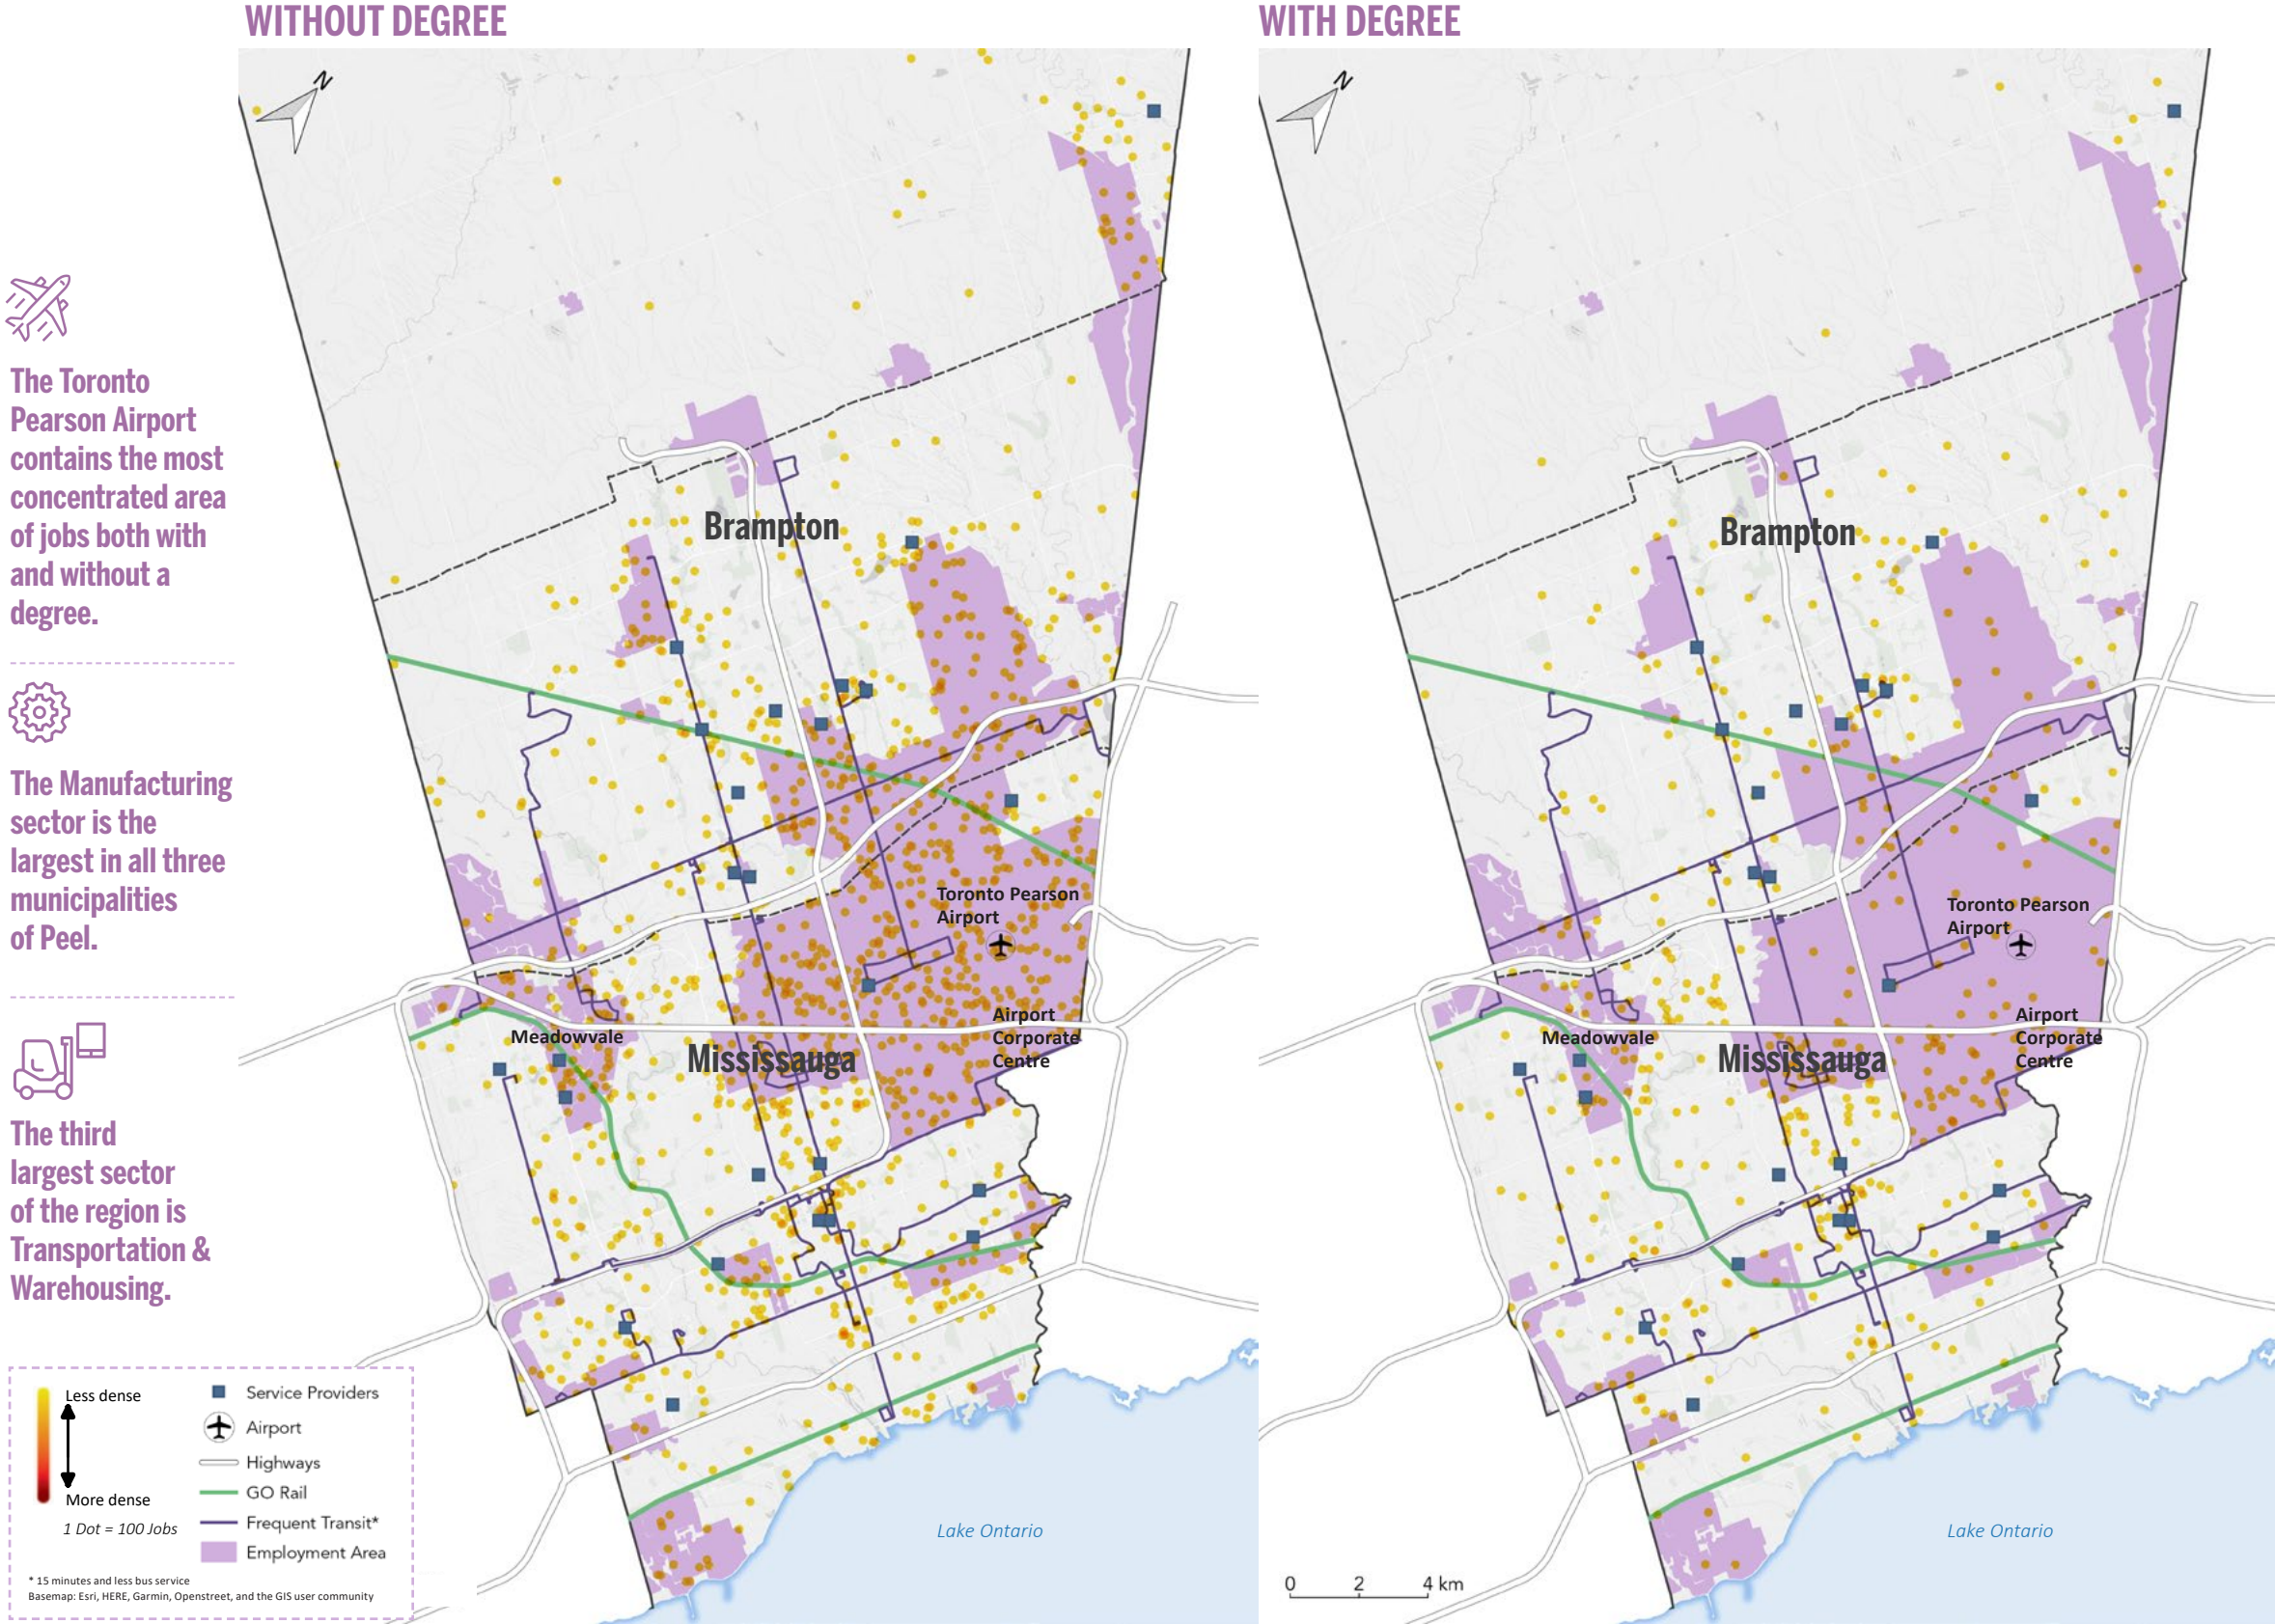 WITHOUT DEGREE
WITH DEGREE
The Toronto
Pearson Airport
contains the most
concentrated area
of jobs both with
and without a
degree.
The Manufacturing
sector is the
largest in all three
municipalities
of Peel.
The third
largest sector
of the region is
Transportation &
Warehousing.
N
Brampton
Toronto Pearson
Airport
Airport
Corporate
Centre
Meadowvale
Mississauga
Lake Ontario
N
Brampton
Toronto Pearson
Airport
Airport
Corporate
Centre
Meadowvale
Mississauga
Lake Ontario
0 2 4 km
Less dense
More dense
1 Dot = 100 Jobs
Service Providers
Airport
Highways
GO Rail
Frequent Transit*
Employment Area
* 15 minutes and less bus service
Basemap: Esri, HERE, Garmin, Openstreet, and the GIS user community